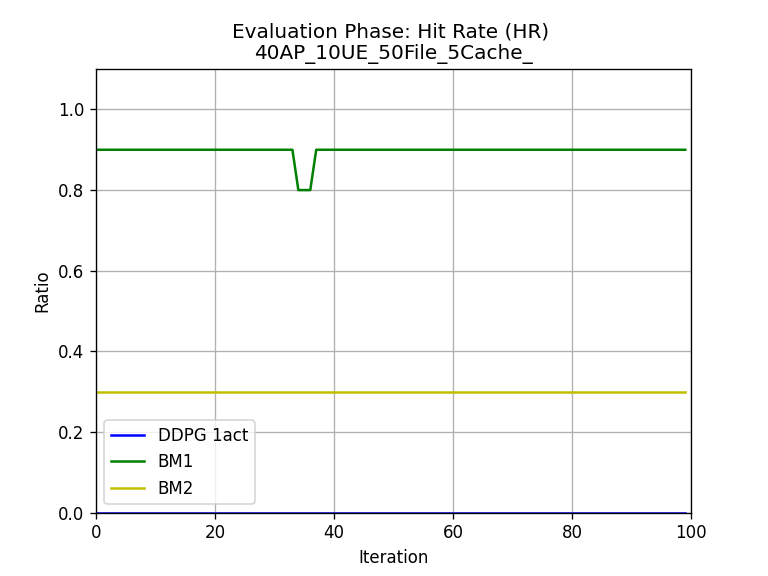 Evaluation Phase: Hit Rate (HR)
40AP_10UE_50File_5Cache_
Ratio
1.0
0.8
0.6
0.4
0.2
0.0
DDPG 1act
BM1
BM2
0
20
40
60
80
100
Iteration